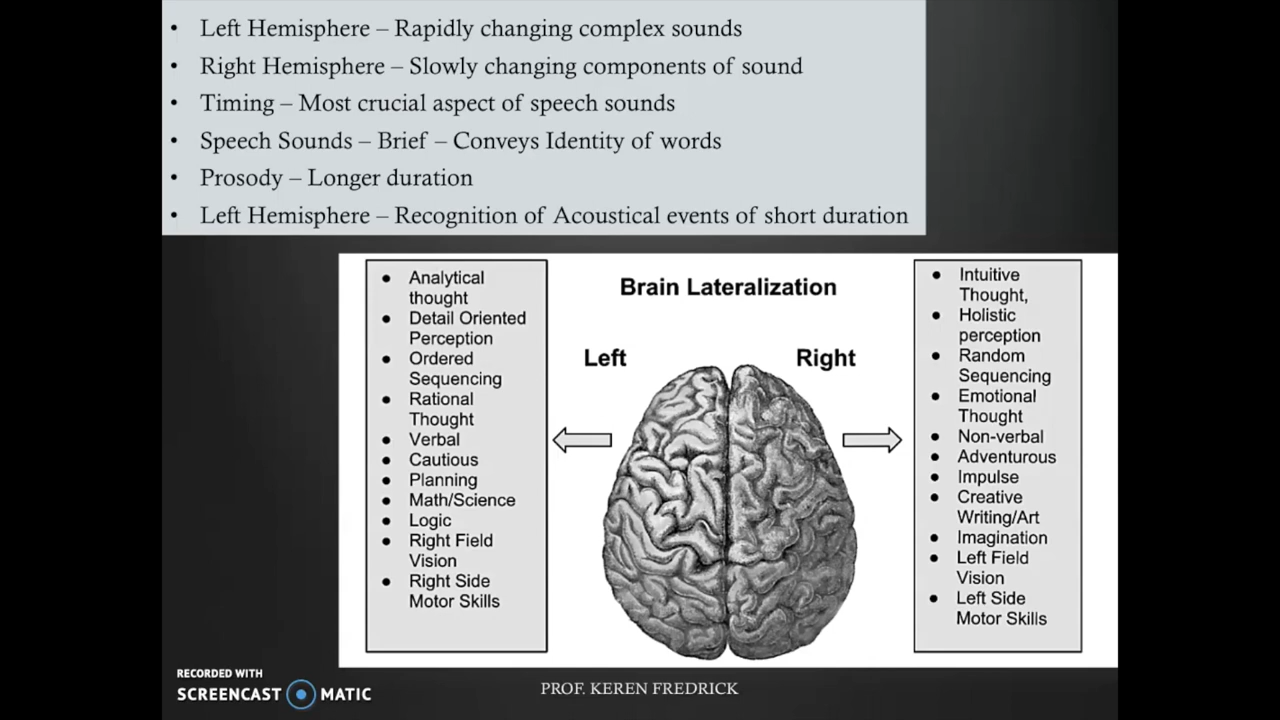 • Left Hemisphere – Rapidly changing complex sounds
• Right Hemisphere – Slowly changing components of sound
• Timing – Most crucial aspect of speech sounds
• Speech Sounds – Brief – Conveys Identity of words
• Prosody – Longer duration
• Left Hemisphere – Recognition of Acoustical events of short duration
Brain Lateralization
Left
Right
• Analytical
thought
• Detail Oriented
Perception
• Ordered
Sequencing
• Rational
Thought
• Verbal
• Cautious
• Planning
• Math/Science
• Logic
• Right Field
Vision
• Right Side
Motor Skills
• Intuitive
Thought,
• Holistic
perception
• Random
Sequencing
• Emotional
Thought
• Non-verbal
• Adventurous
• Impulse
• Creative
Writing/Art
• Imagination
• Left Field
Vision
• Left Side
Motor Skills
RECORDED WITH
SCREENCAST MATIC
PROF. KEREN FREDRICK